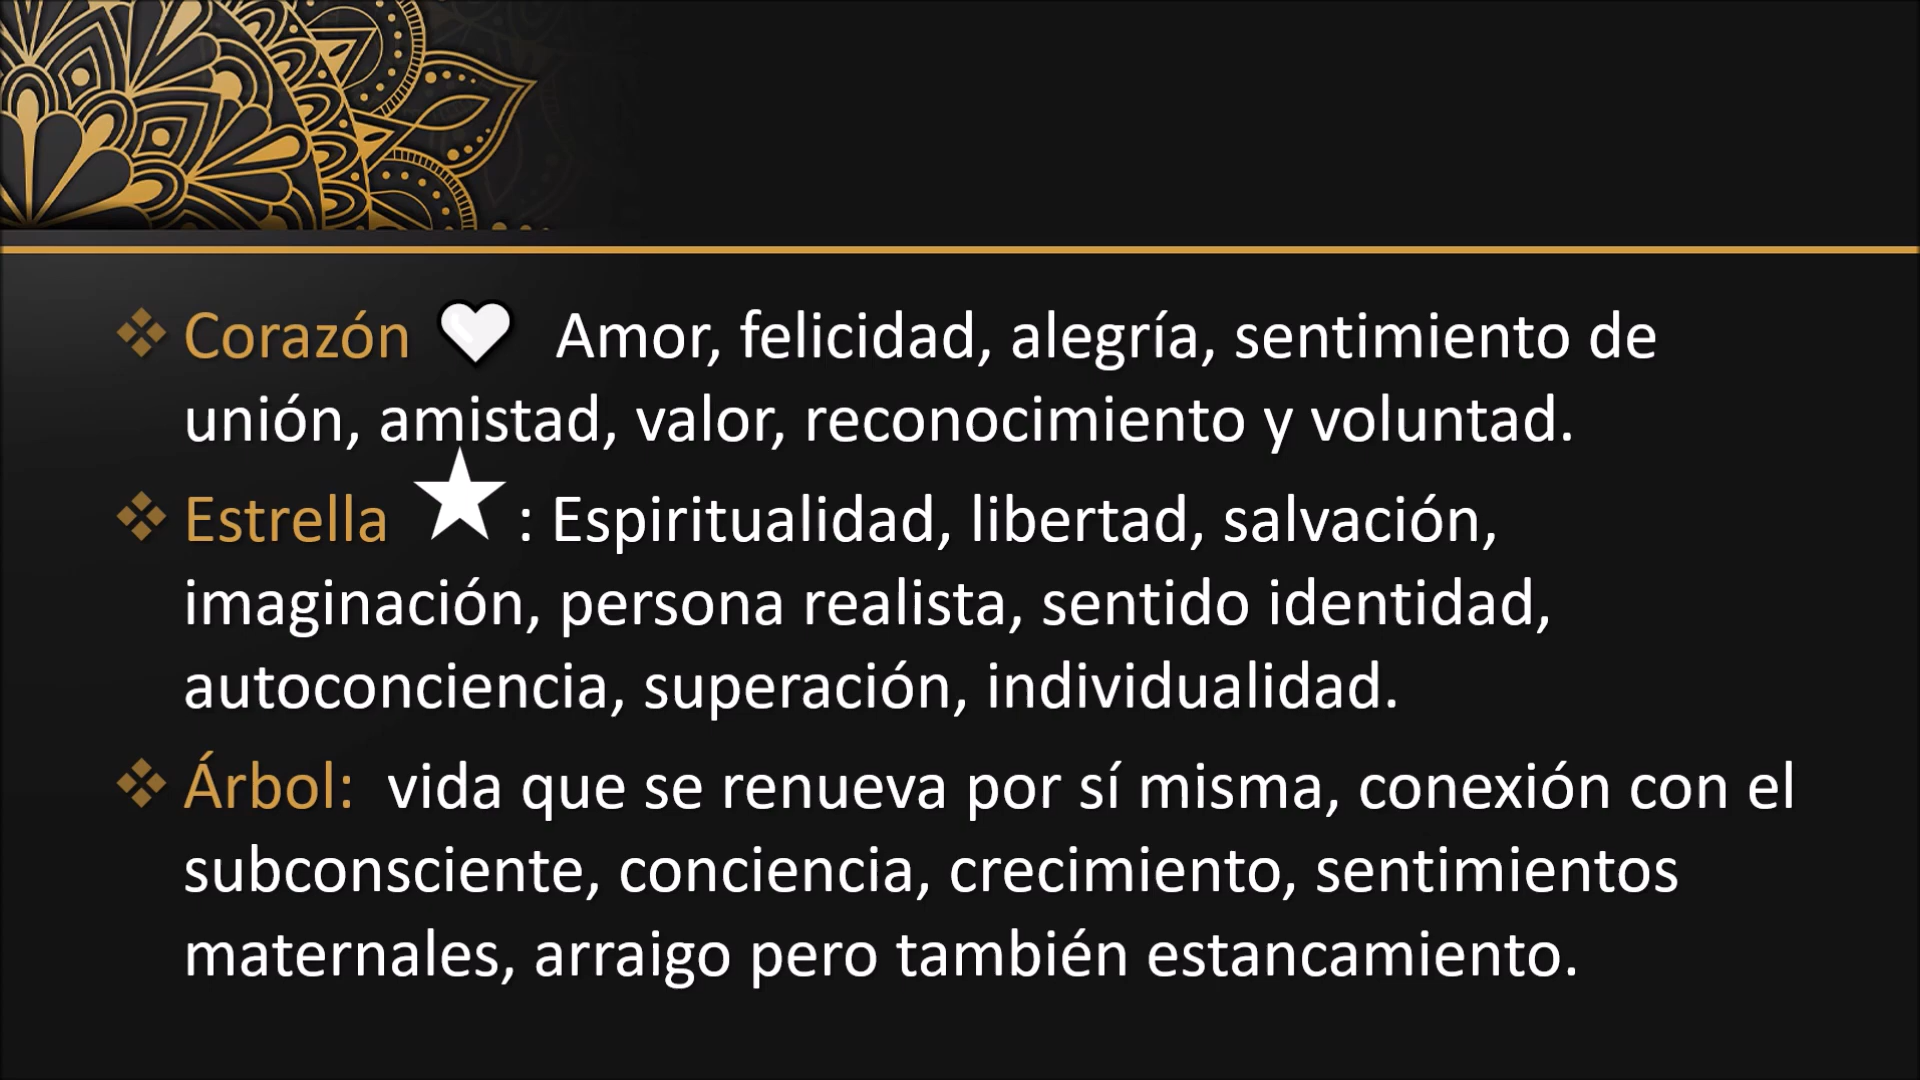 Corazón Amor, felicidad, alegría, sentimiento de
unión, amistad, valor, reconocimiento y voluntad.
Estrella : Espiritualidad, libertad, salvación,
imaginación, persona realista, sentido identidad,
autoconciencia, superación, individualidad.
Árbol: vida que se renueva por sí misma, conexión con el
subconsciente, conciencia, crecimiento, sentimientos
maternales, arraigo pero también estancamiento.